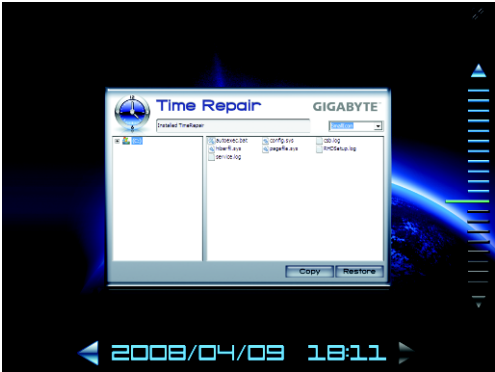 12
Time Repair
GIGABYTE
Installed TimeRepair
autoexec.bat config.sys csb.log
hiberfil.sys pagefile.sys RHDSetup.log
service.log
Copy Restore
2008/04/09 18:11